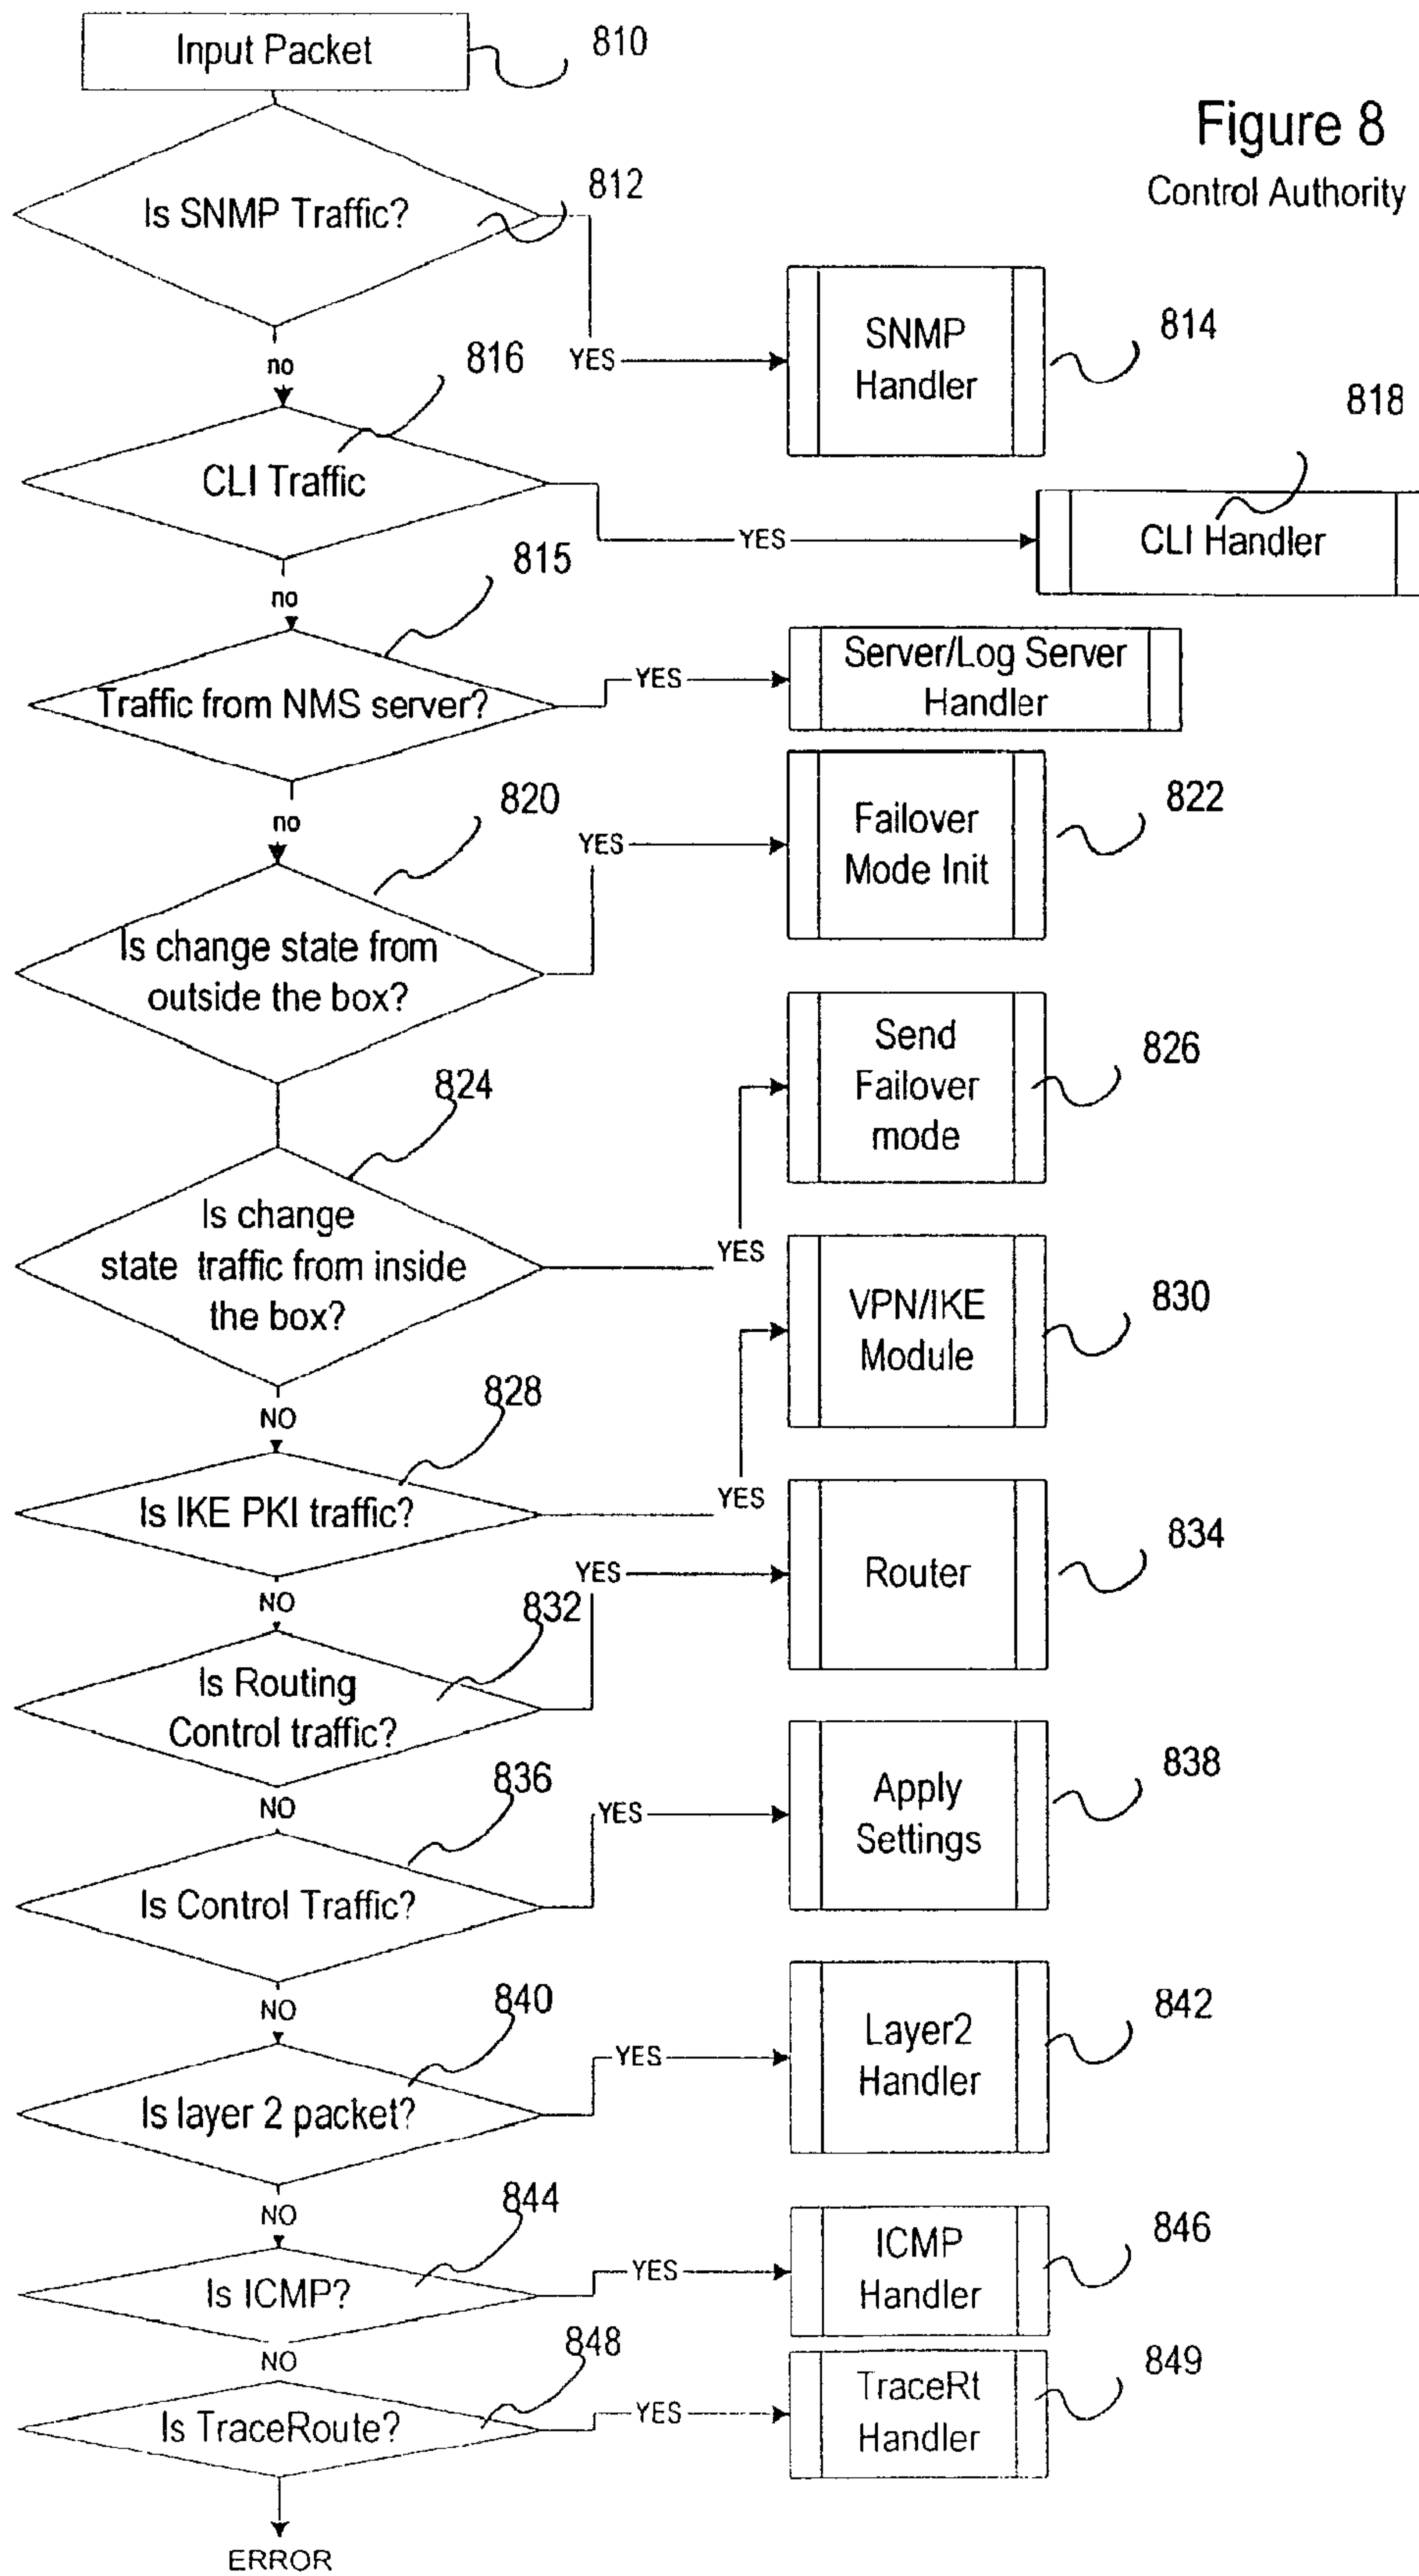 Input Packet
810
Figure 8
Control Authority
Is SNMP Traffic?
812
no
YES
SNMP
Handler
814
816
CLI Traffic
YES
CLI Handler
818
no
815
Traffic from NMS server?
YES
Server/Log Server
Handler
no
820
Is change state from
outside the box?
YES
Failover
Mode Init
822
824
Is change
state traffic from inside
the box?
YES
Send
Failover
mode
826
NO
828
Is IKE PKI traffic?
YES
VPN/IKE
Module
830
NO
832
Is Routing
Control traffic?
YES
Router
834
NO
836
Is Control Traffic?
YES
Apply
Settings
838
NO
840
Is layer 2 packet?
YES
Layer2
Handler
842
NO
844
Is ICMP?
YES
ICMP
Handler
846
NO
848
Is TraceRoute?
YES
TraceRt
Handler
849
ERROR